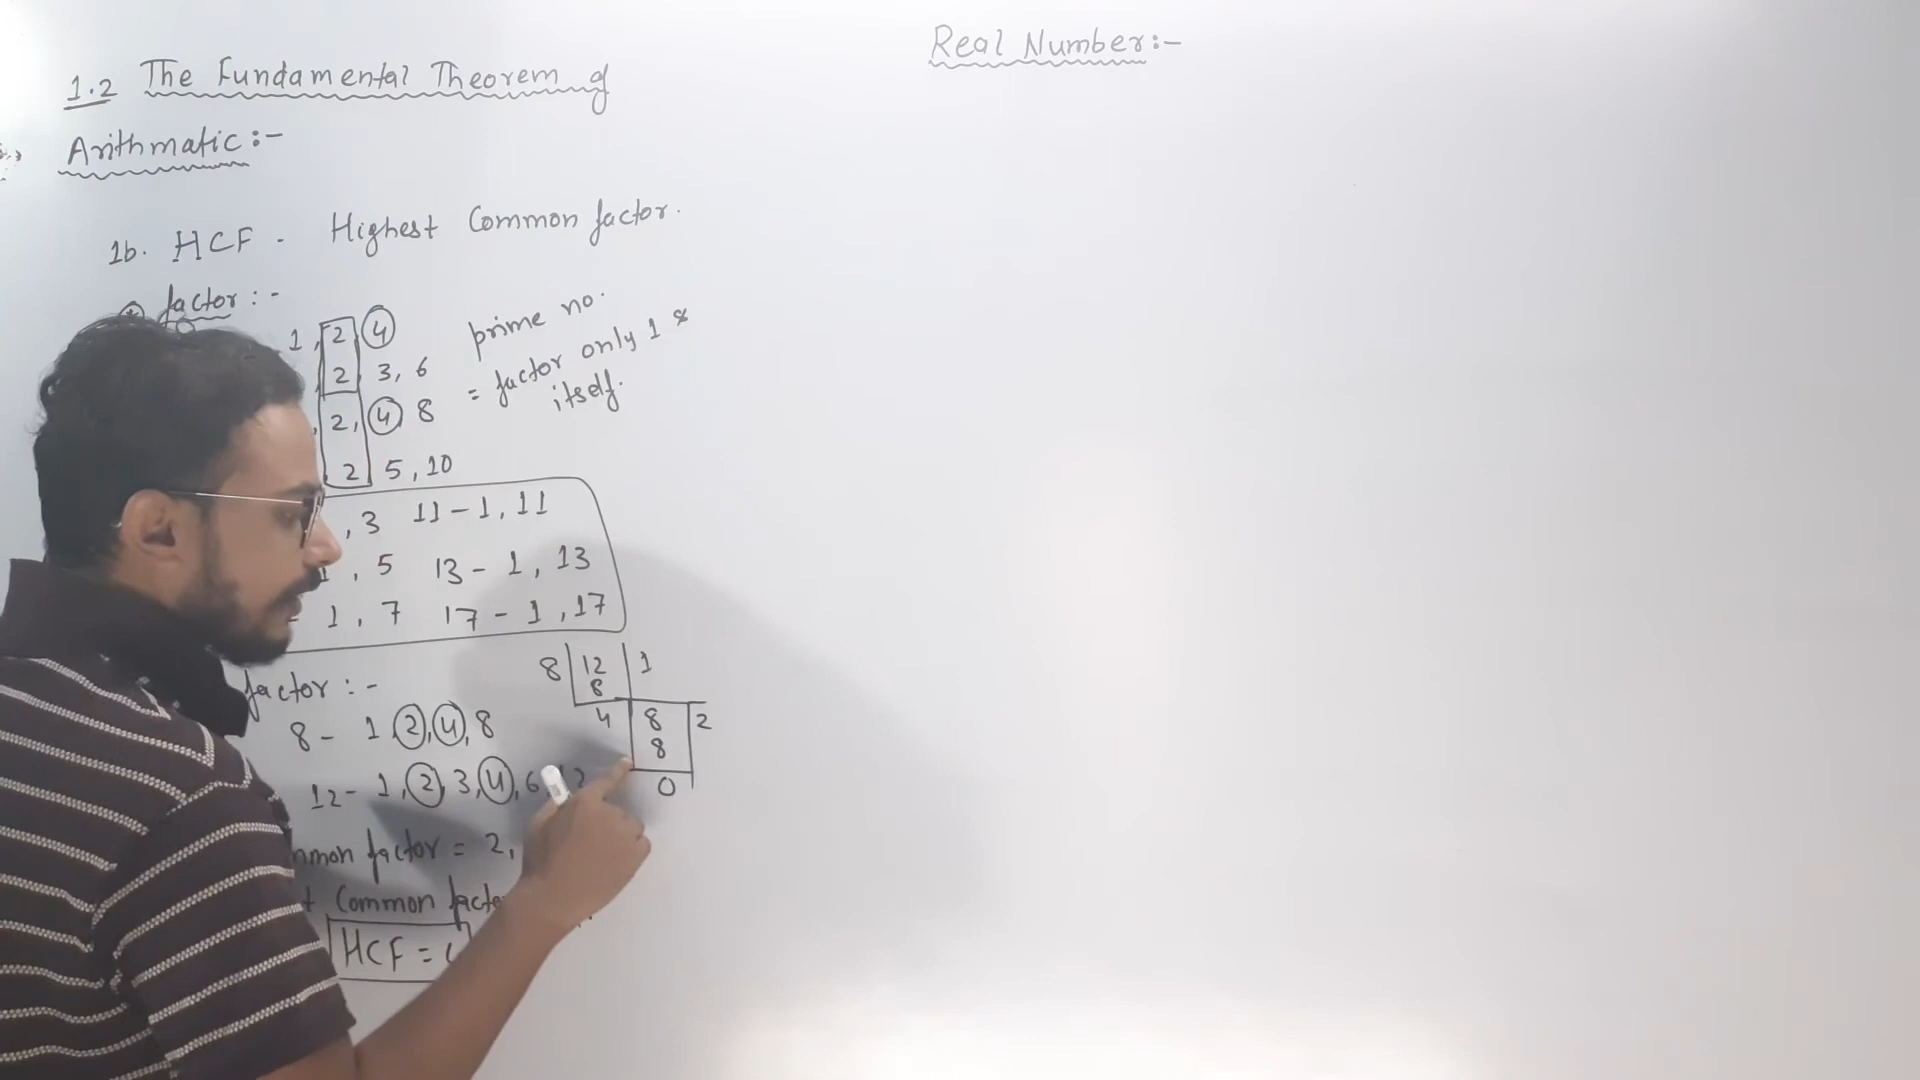 Real Number:-
1.2 The Fundamental Theorem of
Arithmatic:-
1b. HCF - Highest Common factor.
factor :-
1, 2, 4
2, 3, 6
, 2, 4, 8
2 5, 10
prime no.
= factor only 1 &
itself.
, 3 11 - 1, 11
1, 5 13 - 1, 13
1, 7 17 - 1, 17
8 12 1
8
4 8 2
8
0
factor :-
8 - 1, 2, 4, 8
12 - 1, 2, 3, 4, 6,
factor = 2,
Common
HCF =